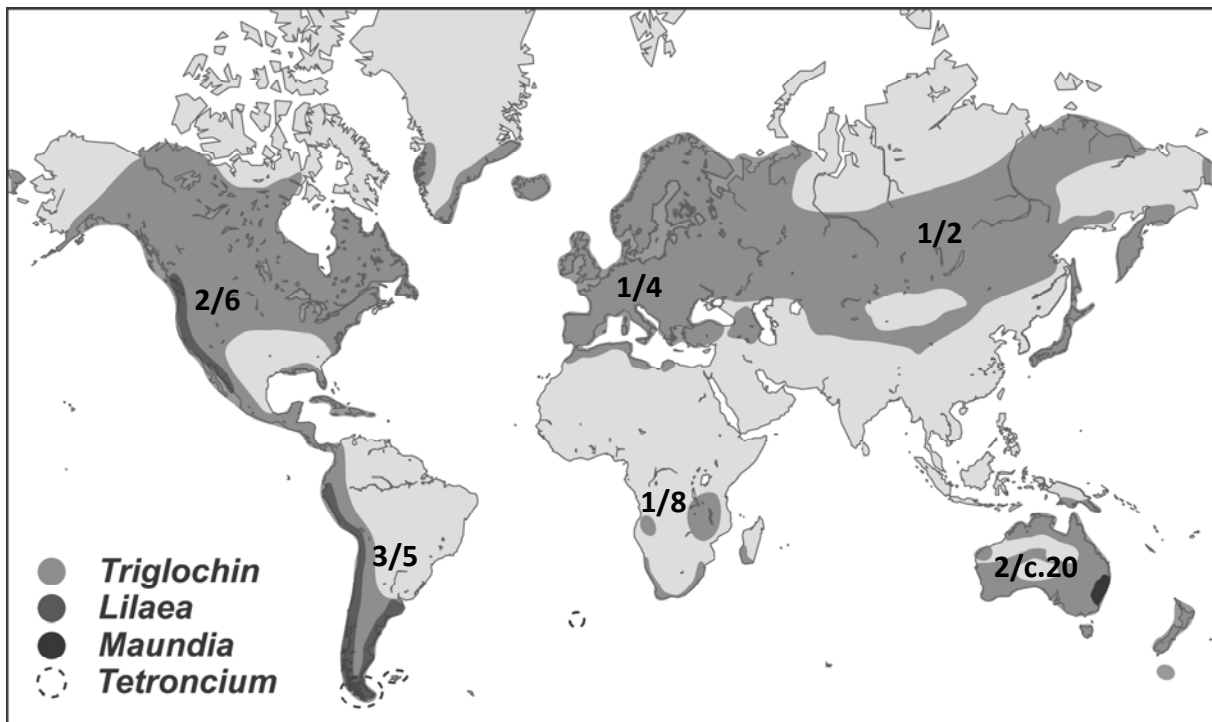 1/2
2/6
1/4
1/8
3/5
2/c.20
Triglochin
Lilaea
Maundia
Tetroncium